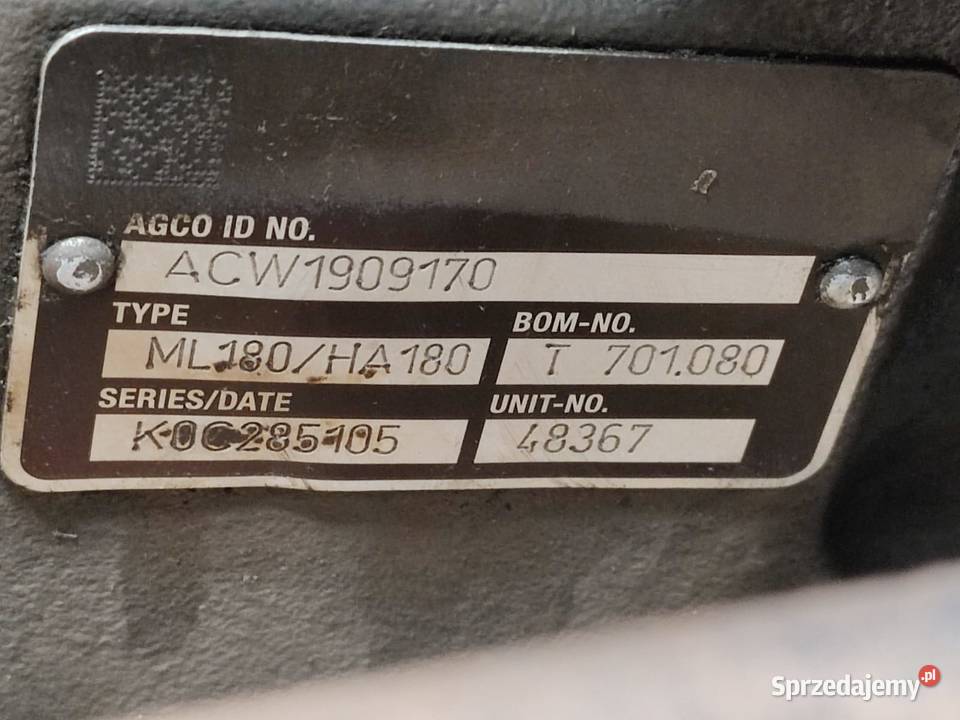 AGCO ID NO.
ACW1909170
TYPE BOM-NO.
ML180/HA180 T 701.080
SERIES/DATE UNIT-NO.
K0C285105 48367
Sprzedajemy.pl